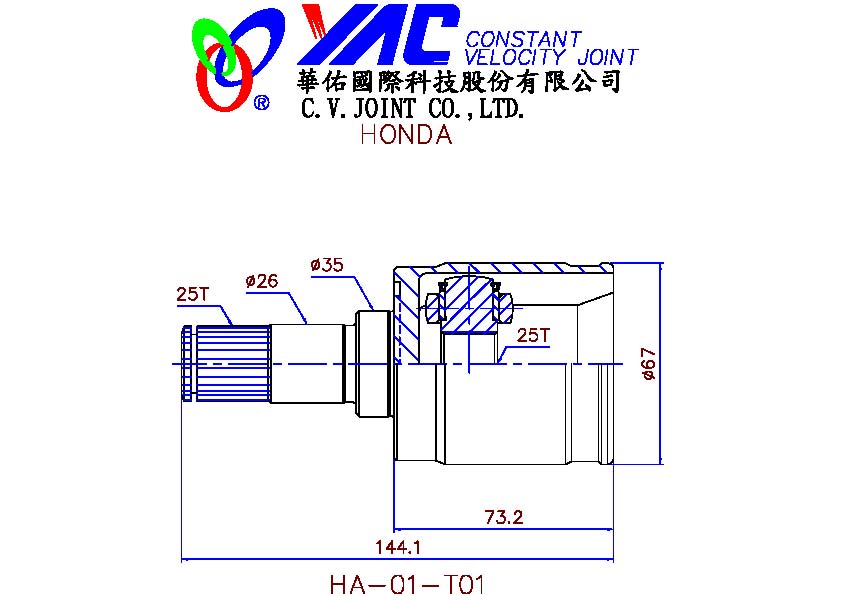 YAC CONSTANT
VELOCITY JOINT
®
華佑國際科技股份有限公司
C.V.JOINT CO.,LTD.
HONDA
ø35
ø26
25T
25T
ø67
73.2
144.1
HA-01-T01